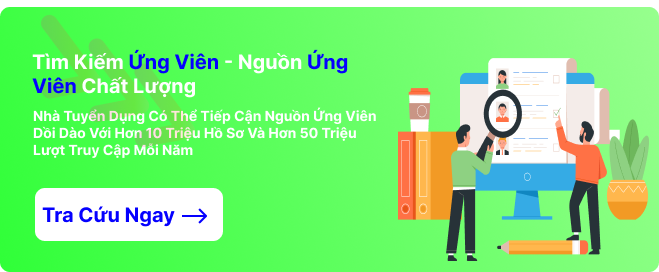 Tìm Kiếm Ứng Viên - Nguồn Ứng
Viên Chất Lượng
Nhà Tuyển Dụng Có Thể Tiếp Cận Nguồn Ứng Viên
Dồi Dào Với Hơn 10 Triệu Hồ Sơ Và Hơn 50 Triệu
Lượt Truy Cập Mỗi Năm
Tra Cứu Ngay